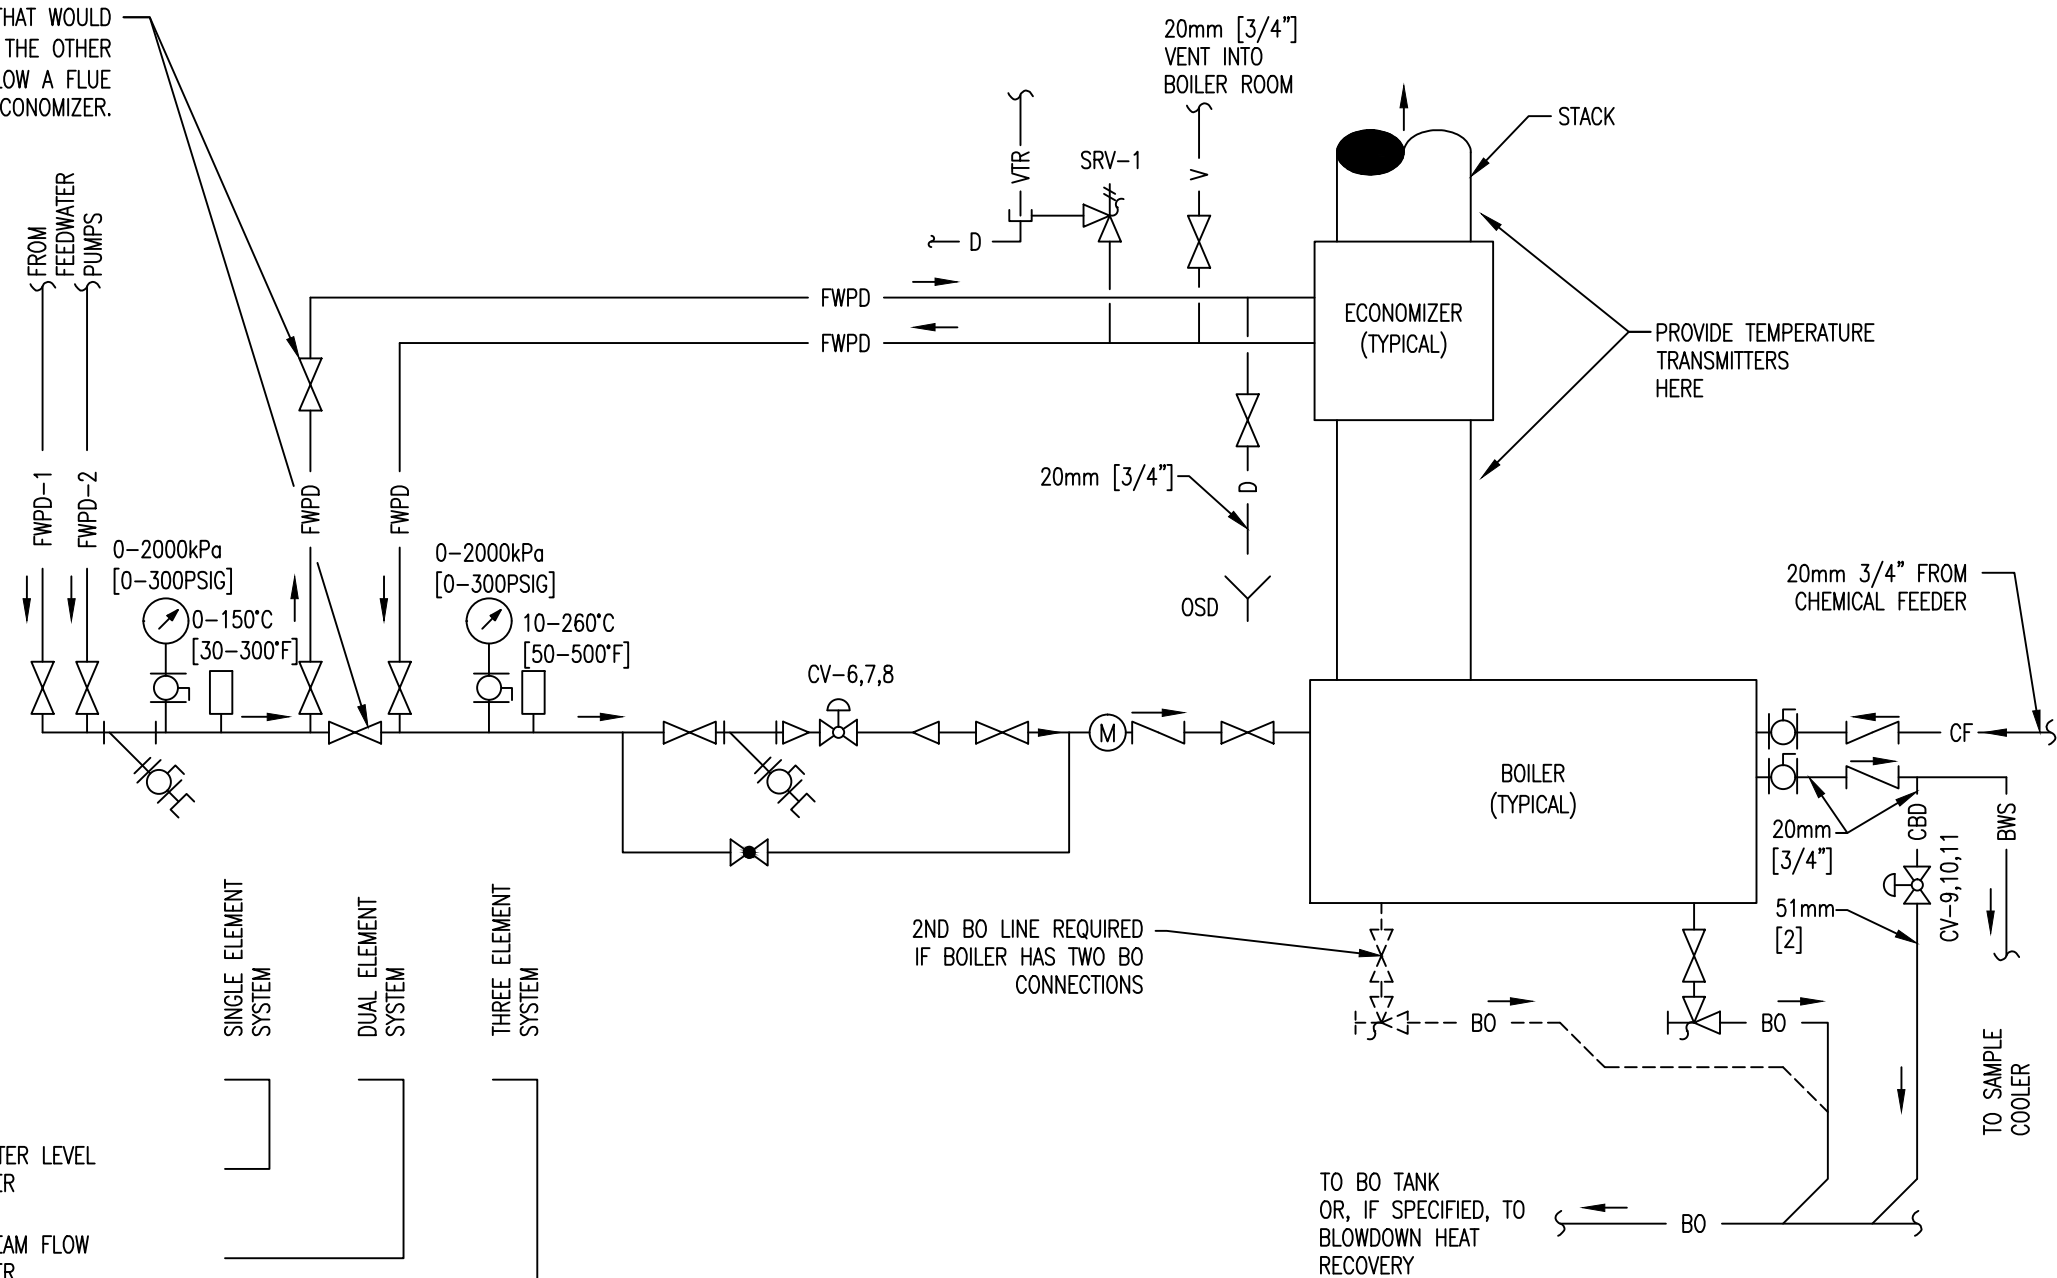 THAT WOULD
THE OTHER
FLUE
ECONOMIZER.
20mm [3/4"]
VENT INTO
BOILER ROOM
STACK
VTR
SRV-1
V
D
FROM
FEEDWATER
PUMPS
FWPD
FWPD
ECONOMIZER
(TYPICAL)
PROVIDE TEMPERATURE
TRANSMITTERS
HERE
FWPD-1
FWPD-2
FWPD
FWPD
20mm [3/4"]
D
OSD
0-2000kPa
[0-300PSIG]
0-150°C
[30-300°F]
0-2000kPa
[0-300PSIG]
10-260°C
[50-500°F]
CV-6,7,8
M
20mm 3/4" FROM
CHEMICAL FEEDER
CF
BOILER
(TYPICAL)
20mm
[3/4"]
CBD
BWS
CV-9,10,11
51mm
[2]
2ND BO LINE REQUIRED
IF BOILER HAS TWO BO
CONNECTIONS
SINGLE ELEMENT
SYSTEM
DUAL ELEMENT
SYSTEM
THREE ELEMENT
SYSTEM
BO
BO
TO SAMPLE
COOLER
LEVEL
FLOW
TO BO TANK
OR, IF SPECIFIED, TO
BLOWDOWN HEAT
RECOVERY
BO